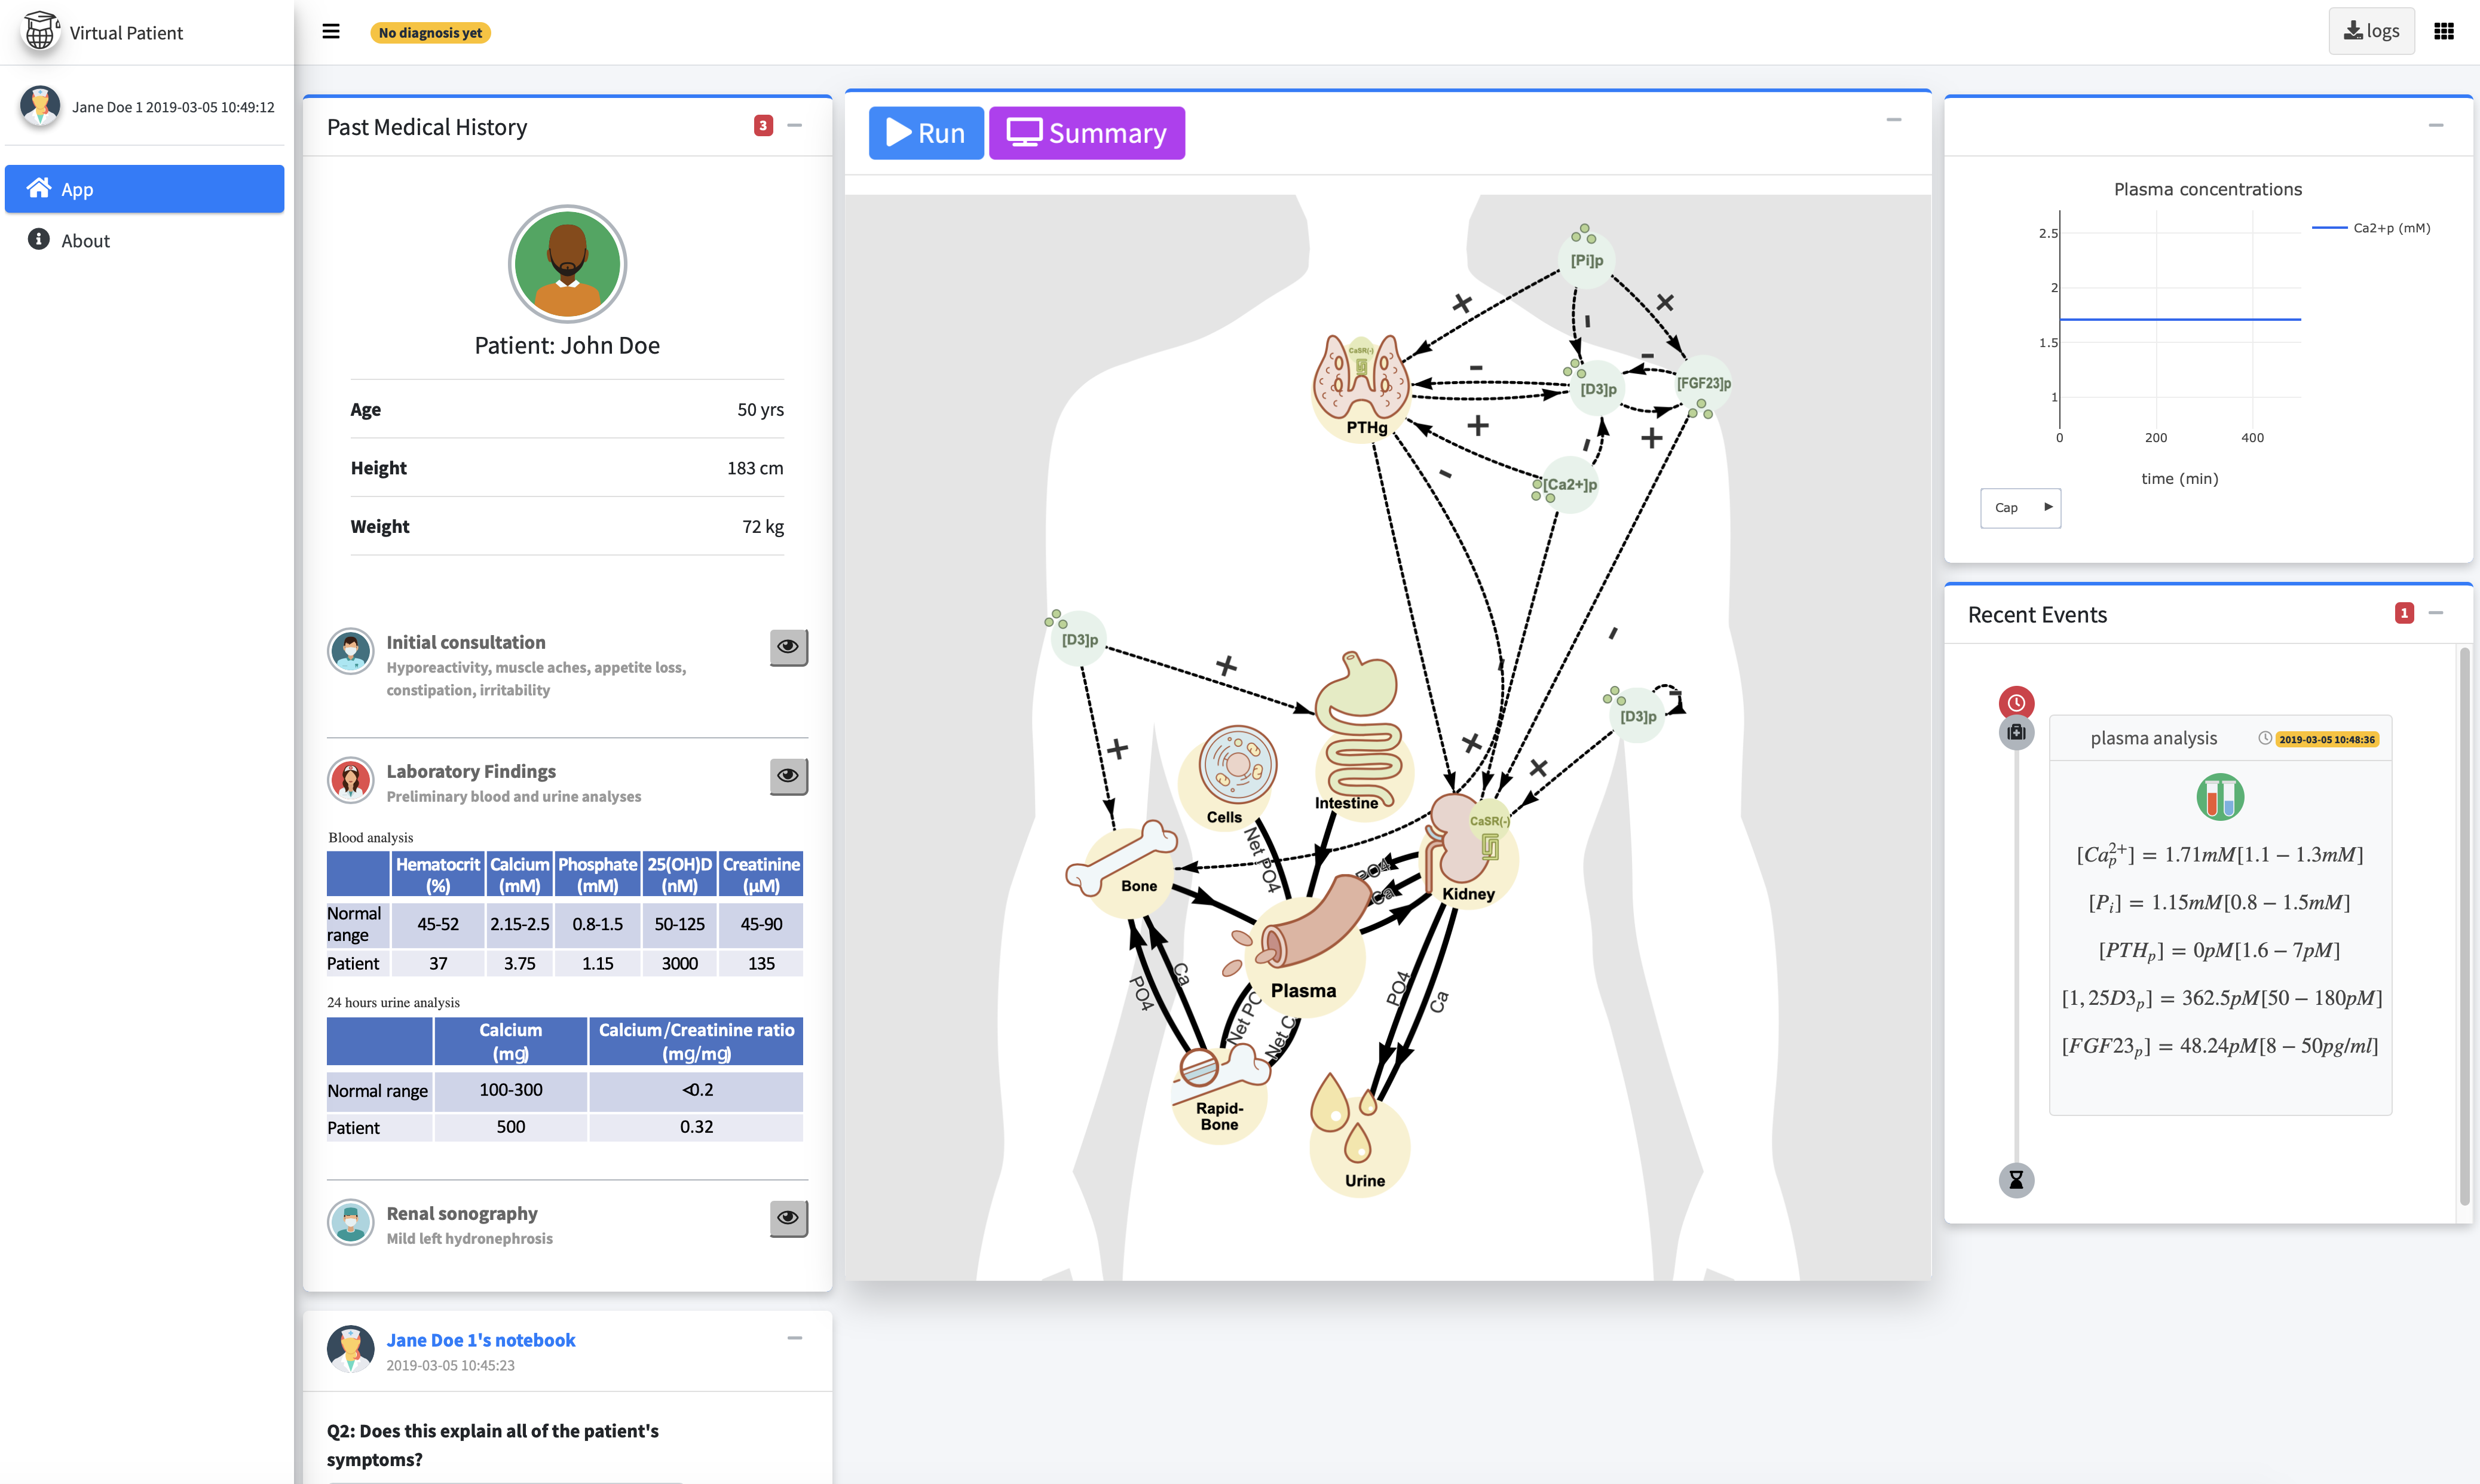 Virtual Patient
No diagnosis yet
logs
Jane Doe 1 2019-03-05 10:49:12
App
About
Past Medical History
3
Patient: John Doe
Age 50 yrs
Height 183 cm
Weight 72 kg
Initial consultation
Hyporeactivity, muscle aches, appetite loss,
constipation, irritability
Laboratory Findings
Preliminary blood and urine analyses
Blood analysis
Hematocrit (%) Calcium (mM) Phosphate (mM) 25(OH)D (nM) Creatinine (µM)
Normal range 45-52 2.15-2.5 0.8-1.5 50-125 45-90
Patient 37 3.75 1.15 3000 135
24 hours urine analysis
Calcium (mg) Calcium/Creatinine ratio (mg/mg)
Normal range 100-300 <0.2
Patient 500 0.32
Renal sonography
Mild left hydronephrosis
Jane Doe 1's notebook
2019-03-05 10:45:23
Q2: Does this explain all of the patient's
symptoms?
Run
Summary
[Pi]p
+
-
+
CaSR(-)
PTHg
-
+
[D3]p
-
[FGF23]p
+
-
-
[Ca2+]p
-
[D3]p
+
+
+
+
-
[D3]p
Cells
Intestine
CaSR(-)
Kidney
Bone
Net PO4
PO4
Ca
Plasma
PO4
Ca
Net PC
Net C
PO4
Ca
Rapid-
Bone
Urine
Plasma concentrations
Ca2+p (mM)
2.5
2
1.5
1
0 200 400
time (min)
Cap ▶
Recent Events
1
plasma analysis
2019-03-05 10:48:36
[Ca²⁺ₚ] = 1.71mM[1.1 − 1.3mM]
[Pᵢ] = 1.15mM[0.8 − 1.5mM]
[PTHₚ] = 0pM[1.6 − 7pM]
[1, 25D3ₚ] = 362.5pM[50 − 180pM]
[FGF23ₚ] = 48.24pM[8 − 50pg/ml]